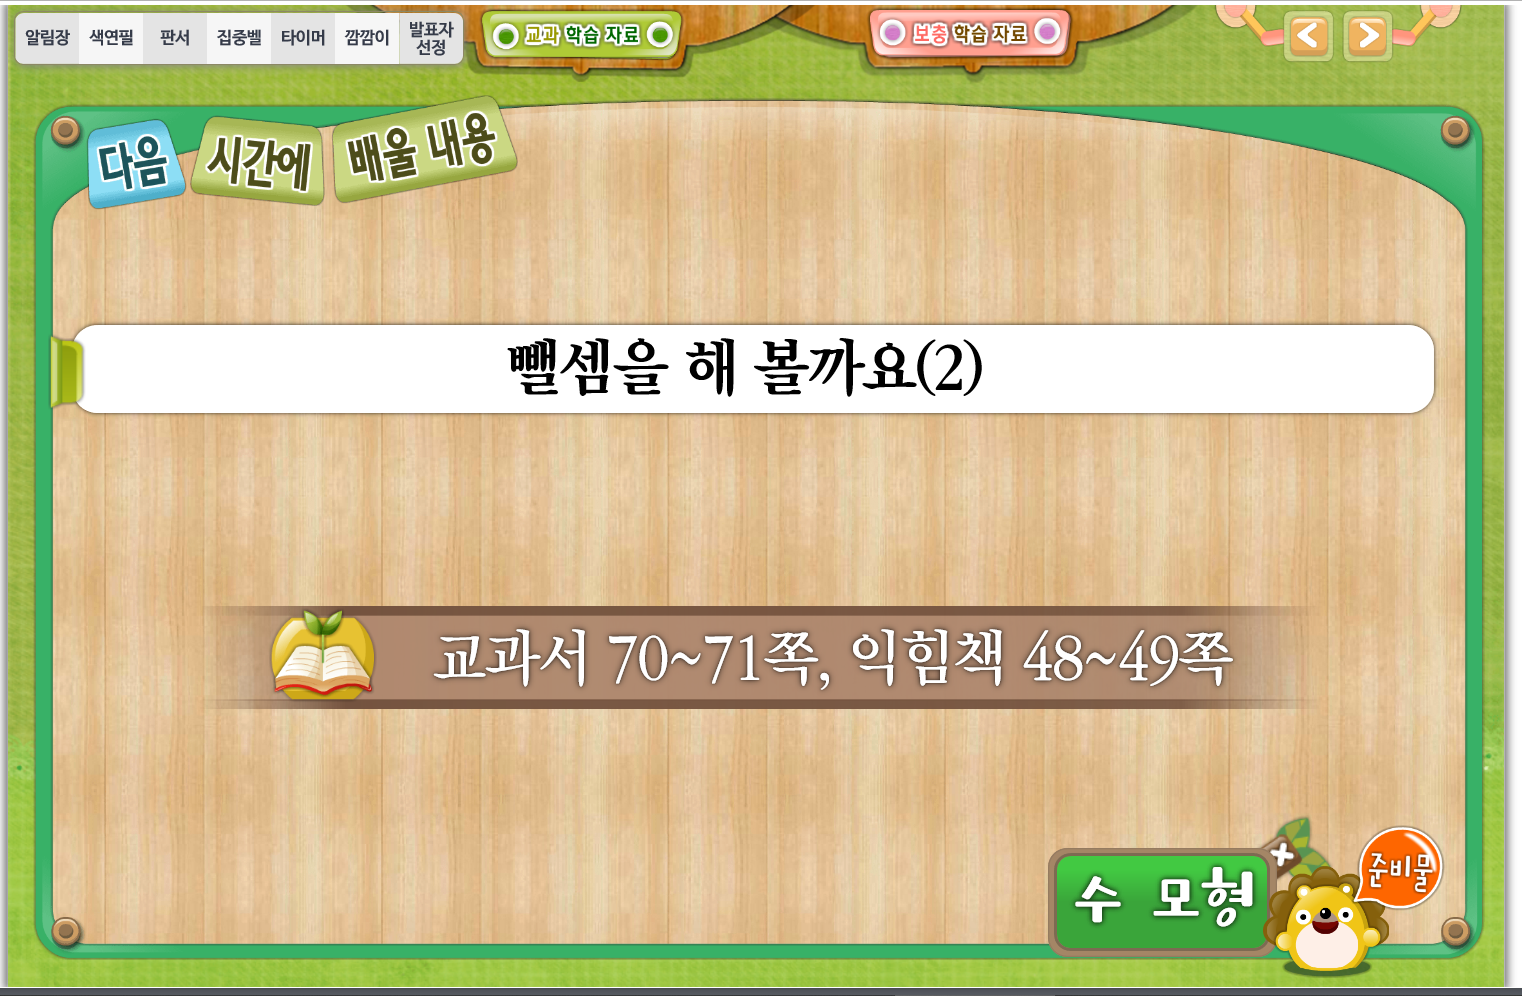 알림장 색연필 판서 집중벨 타이머 깜깜이 발표자 선정
교과 학습 자료
보충 학습 자료
다음 시간에 배울 내용
뺄셈을 해 볼까요(2)
교과서 70~71쪽, 익힘책 48~49쪽
수 모형
준비물